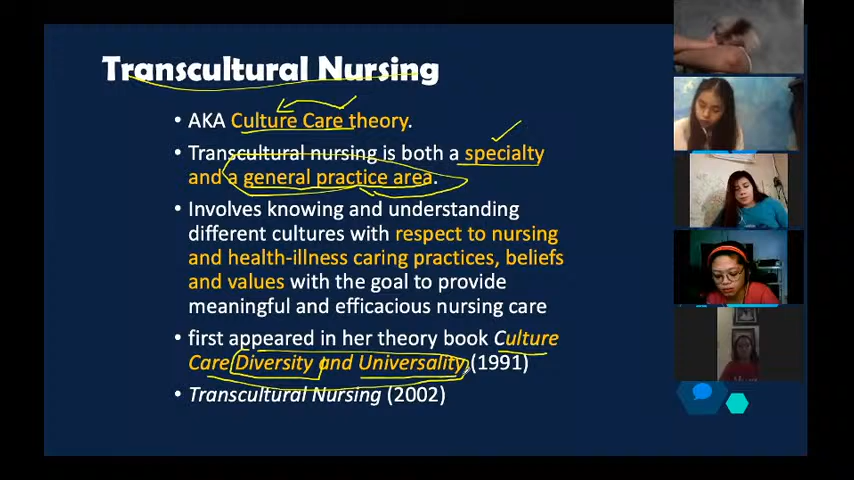 Transcultural Nursing
• AKA Culture Care theory.
• Transcultural nursing is both a specialty
and a general practice area.
• Involves knowing and understanding
different cultures with respect to nursing
and health-illness caring practices, beliefs
and values with the goal to provide
meaningful and efficacious nursing care
• first appeared in her theory book Culture
Care Diversity and Universality (1991)
• Transcultural Nursing (2002)